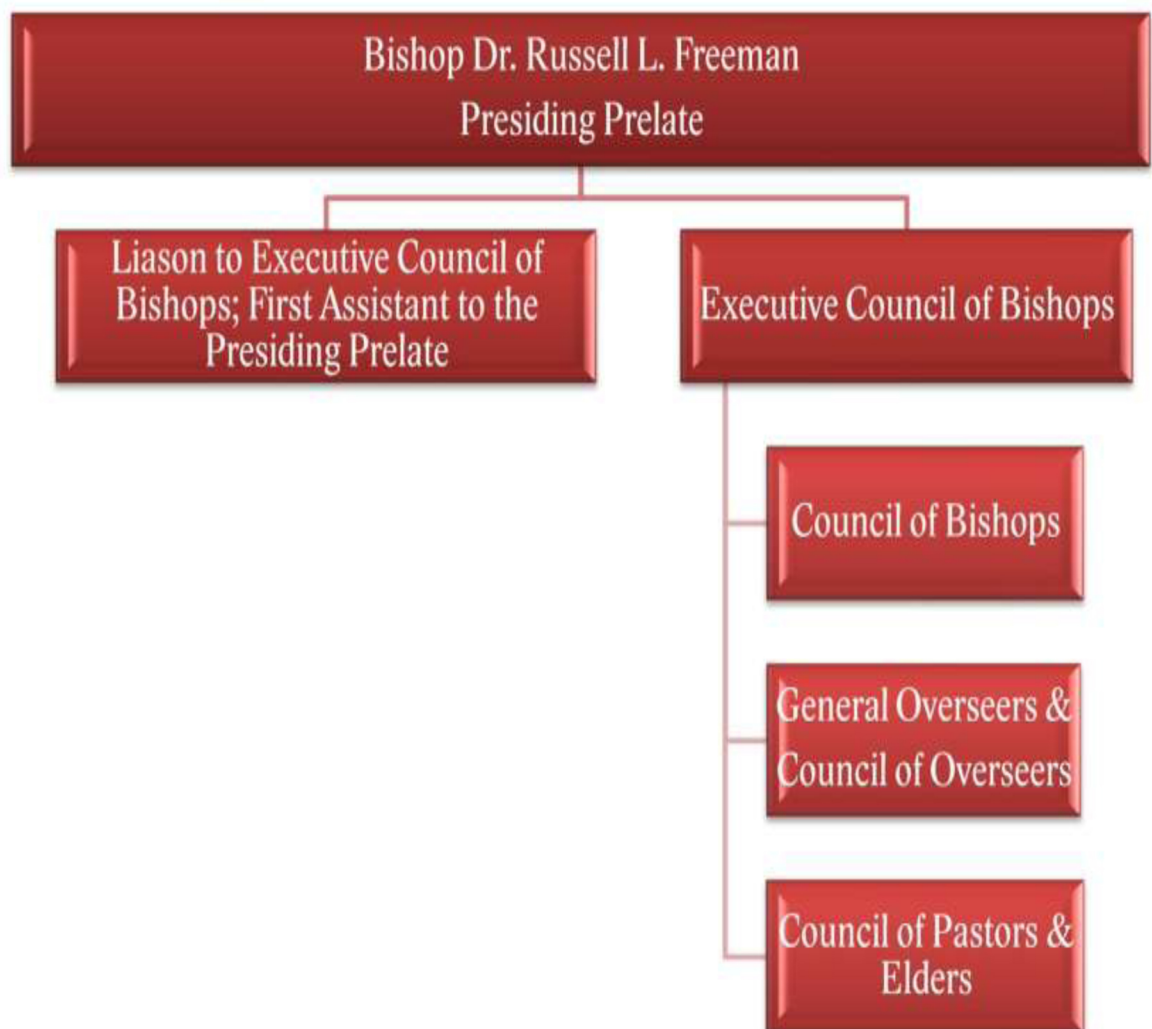 Bishop Dr. Russell L. Freeman
Presiding Prelate
Liason to Executive Council of
Bishops; First Assistant to the
Presiding Prelate
Executive Council of Bishops
Council of Bishops
General Overseers &
Council of Overseers
Council of Pastors &
Elders